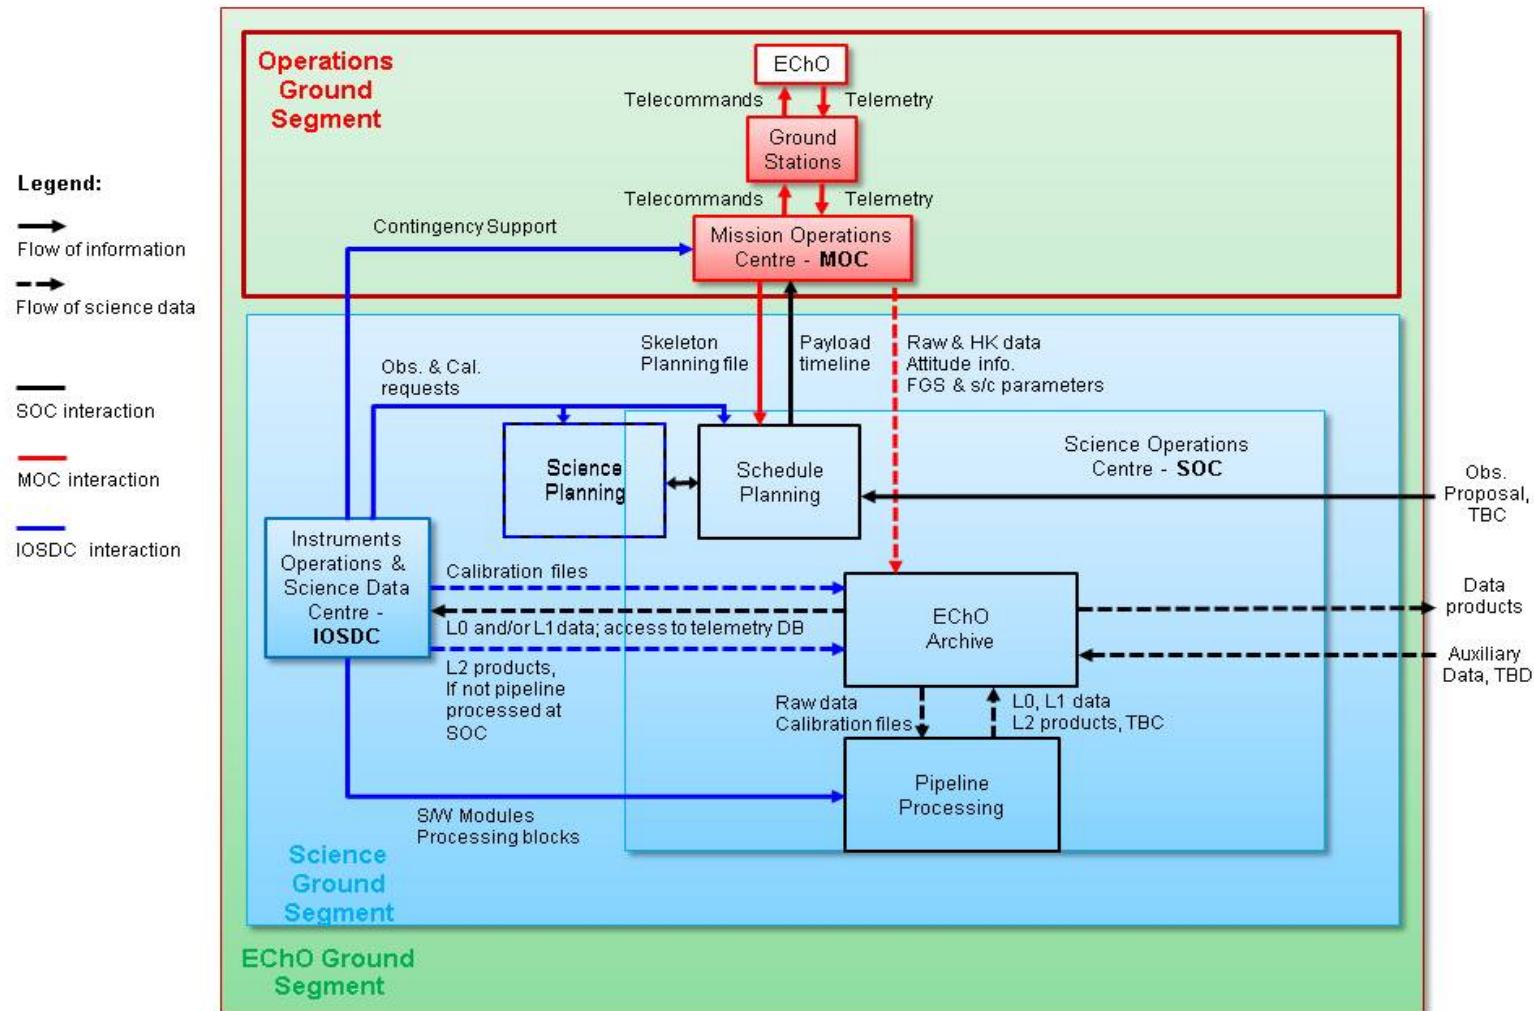 Operations
Ground
Segment
EChO
Telecommands
Telemetry
Ground
Stations
Telecommands
Telemetry
Mission Operations
Centre - MOC
Contingency Support
Legend:
Flow of information
Flow of science data
SOC interaction
MOC interaction
IOSDC interaction
Skeleton
Planning file
Payload
timeline
Raw & HK data
Attitude info.
FGS & s/c parameters
Obs. & Cal.
requests
Science
Planning
Schedule
Planning
Science Operations
Centre - SOC
Obs.
Proposal,
TBC
Instruments
Operations &
Science Data
Centre -
IOSDC
Calibration files
L0 and/or L1 data; access to telemetry DB
L2 products,
If not pipeline
processed at
SOC
EChO
Archive
Data
products
Auxiliary
Data, TBD
Raw data
Calibration files
L0, L1 data
L2 products, TBC
Pipeline
Processing
S/W Modules
Processing blocks
Science
Ground
Segment
EChO Ground
Segment